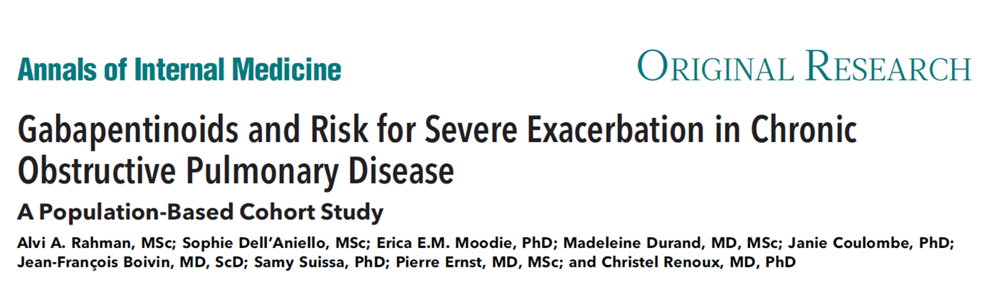 Annals of Internal Medicine
ORIGINAL RESEARCH
Gabapentinoids and Risk for Severe Exacerbation in Chronic
Obstructive Pulmonary Disease
A Population-Based Cohort Study
Alvi A. Rahman, MSc; Sophie Dell’Aniello, MSc; Erica E.M. Moodie, PhD; Madeleine Durand, MD, MSc; Janie Coulombe, PhD;
Jean-François Boivin, MD, ScD; Samy Suissa, PhD; Pierre Ernst, MD, MSc; and Christel Renoux, MD, PhD